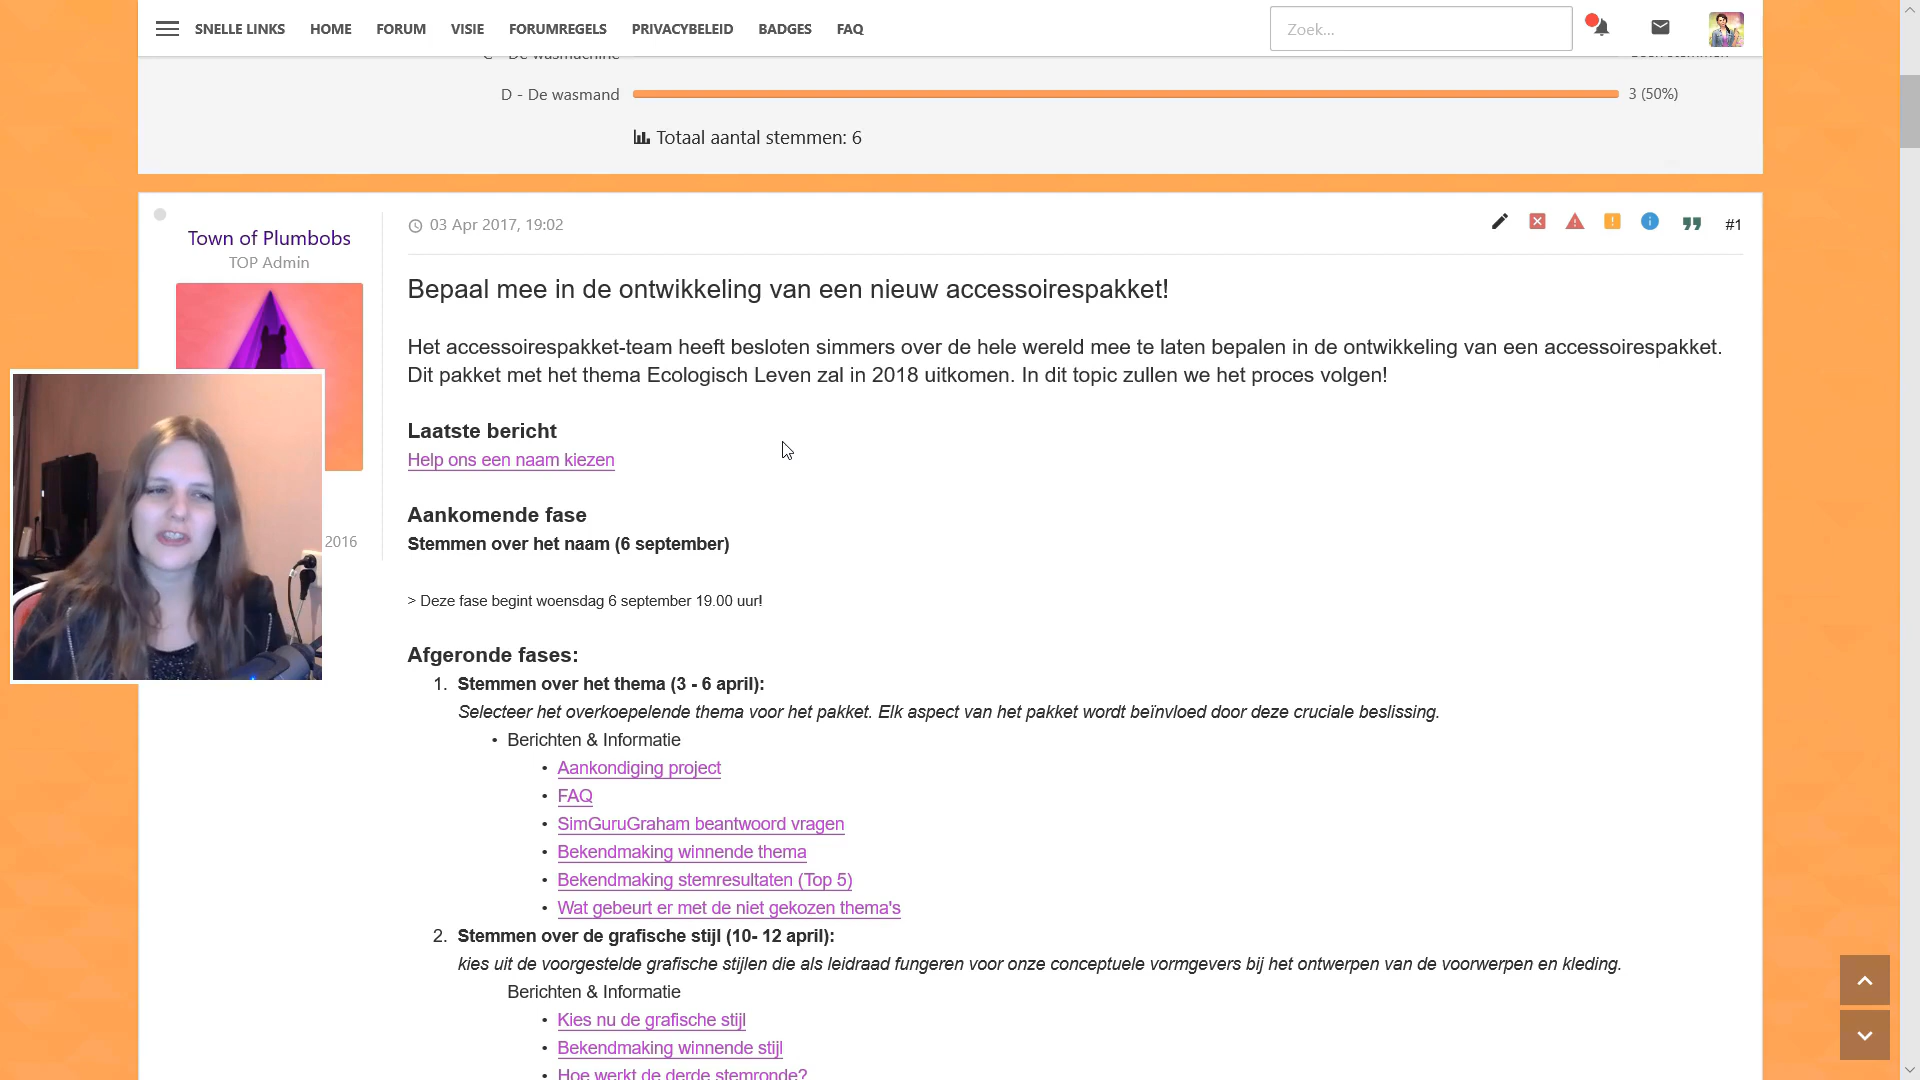 SNELLE LINKS HOME FORUM VISIE FORUMREGELS PRIVACYBELEID BADGES FAQ Zoek...
D - De wasmand 3 (50%)
Totaal aantal stemmen: 6
Town of Plumbobs
TOP Admin
2016
03 Apr 2017, 19:02 #1
Bepaal mee in de ontwikkeling van een nieuw accessoirespakket!
Het accessoirespakket-team heeft besloten simmers over de hele wereld mee te laten bepalen in de ontwikkeling van een accessoirespakket.
Dit pakket met het thema Ecologisch Leven zal in 2018 uitkomen. In dit topic zullen we het proces volgen!
Laatste bericht
Help ons een naam kiezen
Aankomende fase
Stemmen over het naam (6 september)
> Deze fase begint woensdag 6 september 19.00 uur!
Afgeronde fases:
1. Stemmen over het thema (3 - 6 april):
Selecteer het overkoepelende thema voor het pakket. Elk aspect van het pakket wordt beïnvloed door deze cruciale beslissing.
• Berichten & Informatie
• Aankondiging project
• FAQ
• SimGuruGraham beantwoord vragen
• Bekendmaking winnende thema
• Bekendmaking stemresultaten (Top 5)
• Wat gebeurt er met de niet gekozen thema's
2. Stemmen over de grafische stijl (10- 12 april):
kies uit de voorgestelde grafische stijlen die als leidraad fungeren voor onze conceptuele vormgevers bij het ontwerpen van de voorwerpen en kleding.
Berichten & Informatie
• Kies nu de grafische stijl
• Bekendmaking winnende stijl
• Hoe werkt de derde stemronde?